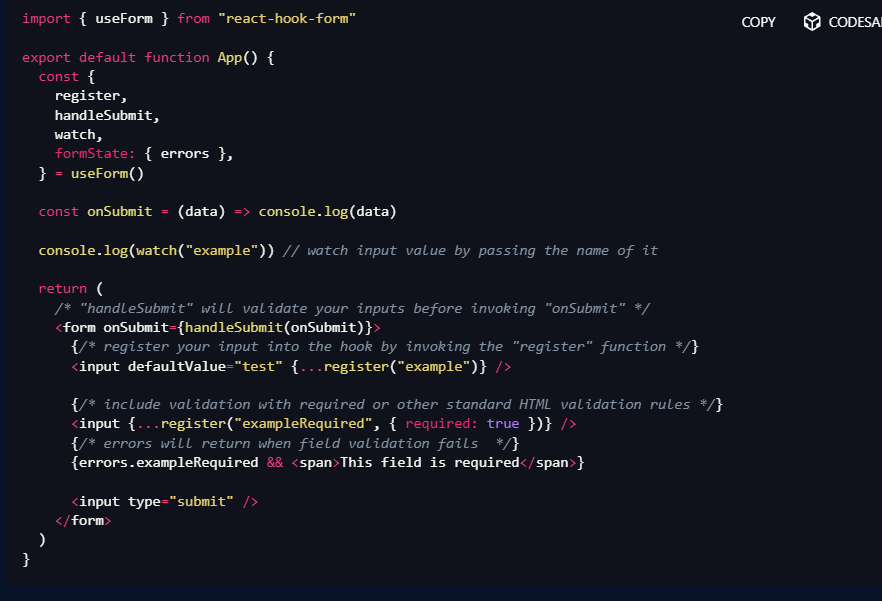 import { useForm } from "react-hook-form"
COPY
CODESA
export default function App() {
  const {
    register,
    handleSubmit,
    watch,
    formState: { errors },
  } = useForm()
  const onSubmit = (data) => console.log(data)
  console.log(watch("example")) // watch input value by passing the name of it
  return (
    /* "handleSubmit" will validate your inputs before invoking "onSubmit" */
    <form onSubmit={handleSubmit(onSubmit)}>
      {/* register your input into the hook by invoking the "register" function */}
      <input defaultValue="test" {...register("example")} />
      {/* include validation with required or other standard HTML validation rules */}
      <input {...register("exampleRequired", { required: true })} />
      {/* errors will return when field validation fails  */}
      {errors.exampleRequired && <span>This field is required</span>}
      <input type="submit" />
    </form>
  )
}